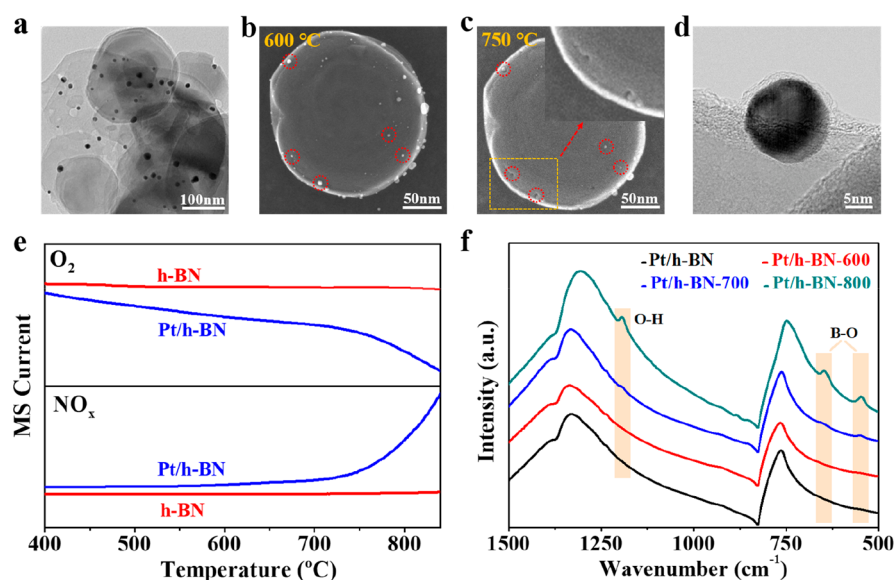 a
100nm
b
600 °C
50nm
c
750 °C
50nm
d
5nm
e
O2
h-BN
Pt/h-BN
NOx
Pt/h-BN
h-BN
MS Current
400 500 600 700 800
Temperature (ºC)
f
Pt/h-BN Pt/h-BN-600
Pt/h-BN-700 Pt/h-BN-800
O-H
B-O
Intensity (a.u.)
1500 1250 1000 750 500
Wavenumber (cm-1)